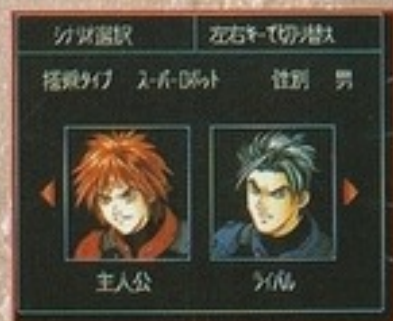 シナリオ選択 左右キーで切り替え
搭乗タイプ スーパーロボット 性別 男
主人公 ライバル